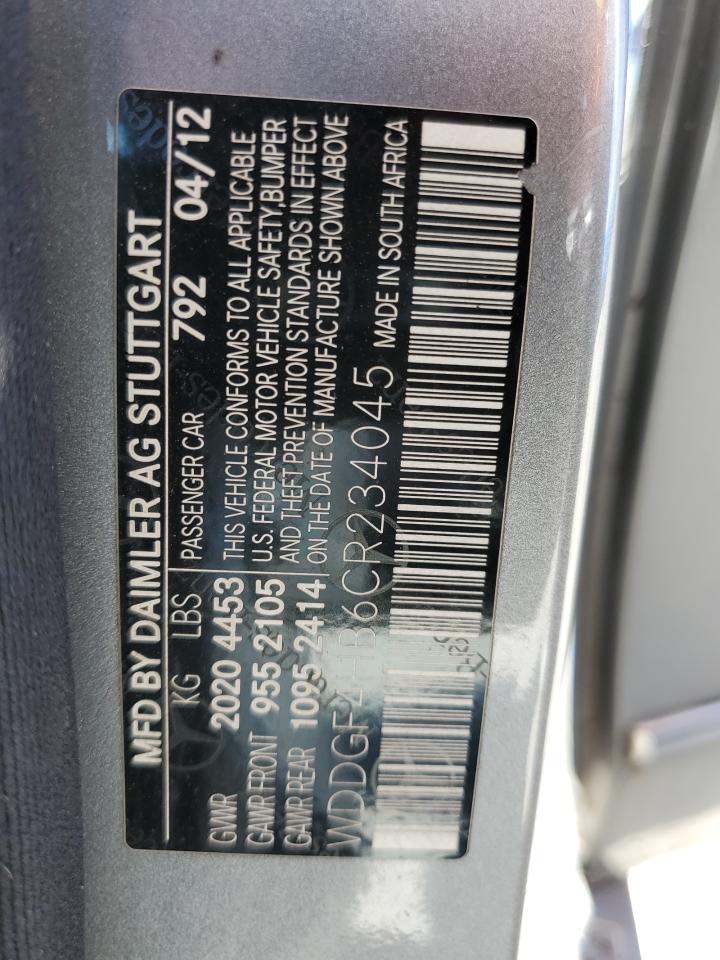 MFD BY DAIMLER AG STUTTGART
KG LBS PASSENGER CAR 792 04/12
GWR 2020 4453
GAWR FRONT 955 2105
GAWR REAR 1095 2414
THIS VEHICLE CONFORMS TO ALL APPLICABLE
U.S. FEDERAL MOTOR VEHICLE SAFETY,BUMPER
AND THEFT PREVENTION STANDARDS IN EFFECT
ON THE DATE OF MANUFACTURE SHOWN ABOVE
WDDGF4HB6CR234045 MADE IN SOUTH AFRICA